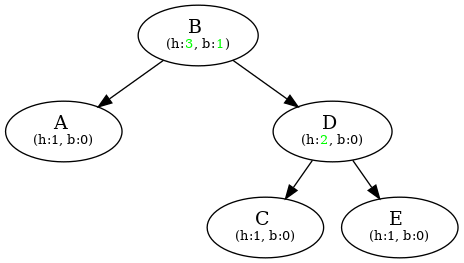 B
(h:3, b:1)
A
(h:1, b:0)
D
(h:2, b:0)
C
(h:1, b:0)
E
(h:1, b:0)